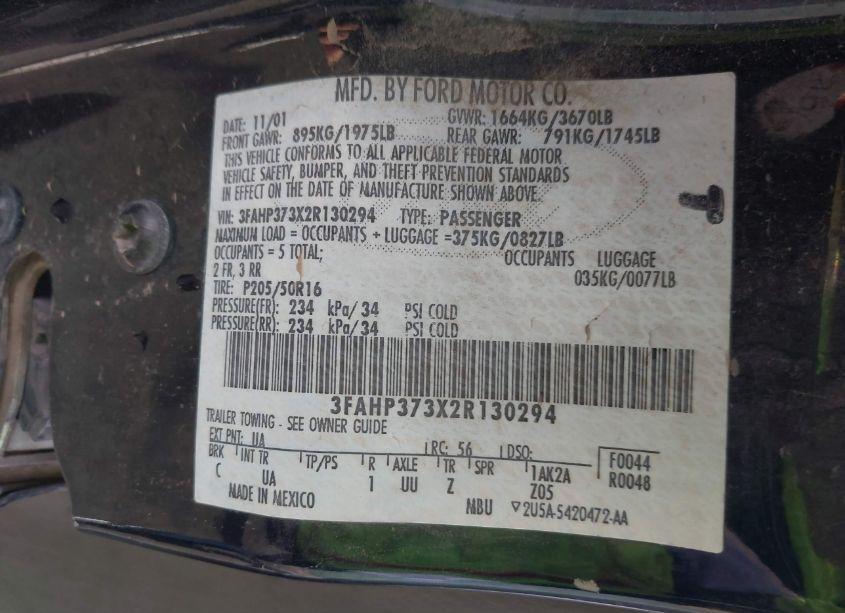 MFD. BY FORD MOTOR CO.
DATE: 11/01 GVWR: 1664KG/3670LB
FRONT GAWR: 895KG/1975LB REAR GAWR: 791KG/1745LB
THIS VEHICLE CONFORMS TO ALL APPLICABLE FEDERAL MOTOR
VEHICLE SAFETY, BUMPER, AND THEFT PREVENTION STANDARDS
IN EFFECT ON THE DATE OF MANUFACTURE SHOWN ABOVE.
VIN: 3FAHP373X2R130294 TYPE: PASSENGER
MAXIMUM LOAD = OCCUPANTS + LUGGAGE =375KG/0827LB
OCCUPANTS = 5 TOTAL; OCCUPANTS LUGGAGE
2 FR, 3 RR 035KG/0077LB
TIRE: P205/50R16
PRESSURE(FR): 234 kPa/34 PSI COLD
PRESSURE(RR): 234 kPa/34 PSI COLD
3FAHP373X2R130294
TRAILER TOWING - SEE OWNER GUIDE
EXT PNT: UA RC: 56 DSO: F0044
BRK INT TR TP/PS R AXLE TR SPR 1AK2A R0048
C UA 1 UU Z Z05
MADE IN MEXICO MBU ▽2U5A-5420472-AA